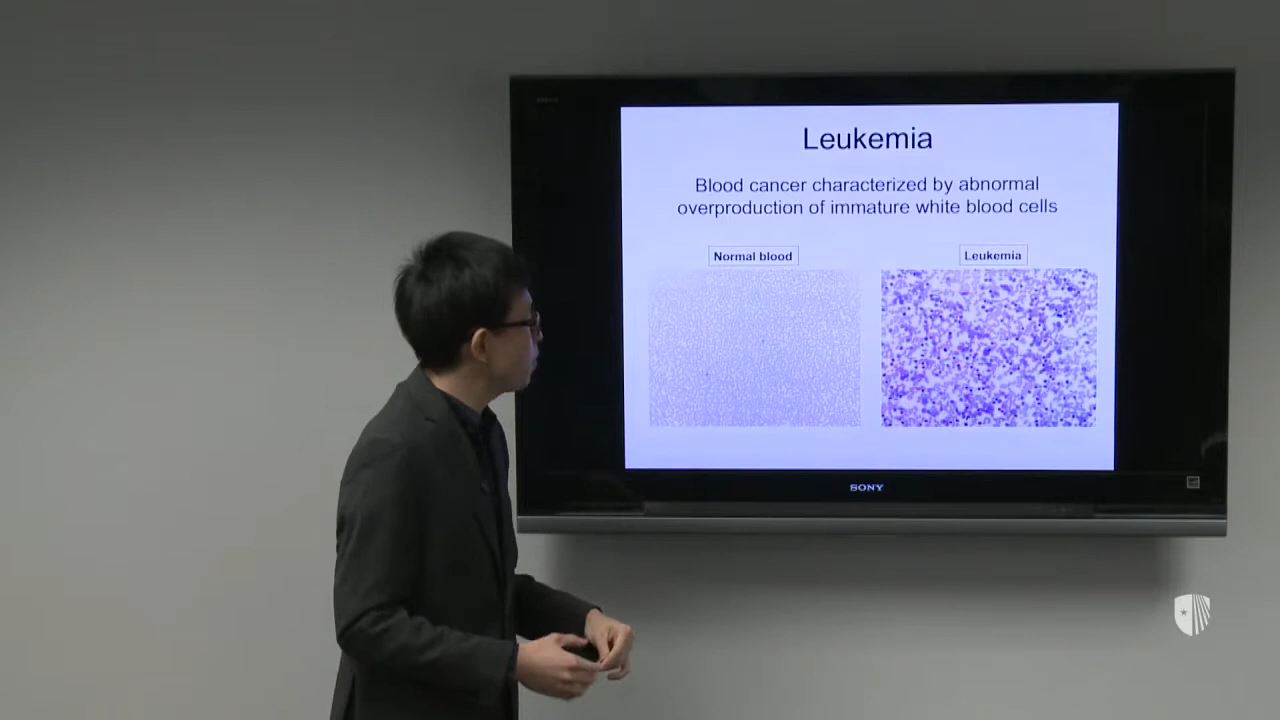 Leukemia
Blood cancer characterized by abnormal
overproduction of immature white blood cells
Normal blood
Leukemia
SONY